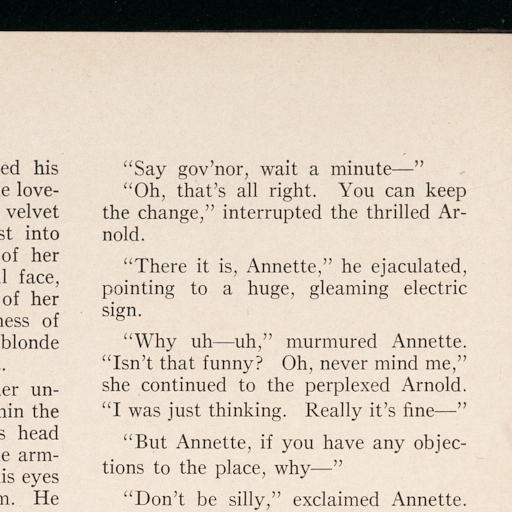 ed his
e love-
velvet
st into
of her
l face,
of her
ness of
blonde
.
er un-
hin the
s head
e arm-
is eyes
m. He
“Say gov’nor, wait a minute—”
“Oh, that’s all right. You can keep
the change,” interrupted the thrilled Ar-
nold.
“There it is, Annette,” he ejaculated,
pointing to a huge, gleaming electric
sign.
“Why uh—uh,” murmured Annette.
“Isn’t that funny? Oh, never mind me,”
she continued to the perplexed Arnold.
“I was just thinking. Really it’s fine—”
“But Annette, if you have any objec-
tions to the place, why—”
“Don’t be silly,” exclaimed Annette.